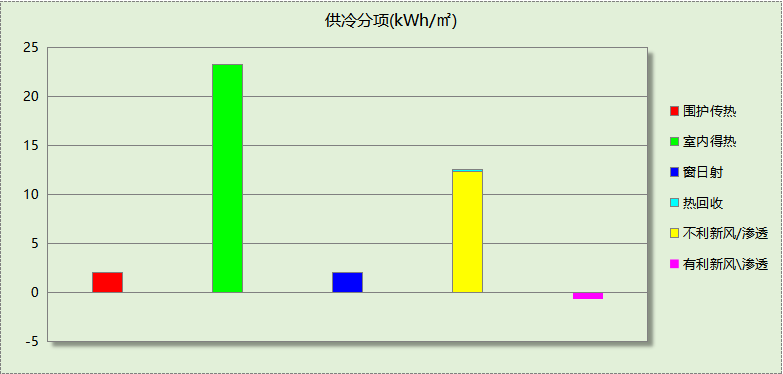 供冷分项(kWh/㎡)
25
20
15
10
5
0
-5
围护传热
室内得热
窗日射
热回收
不利新风/渗透
有利新风\渗透